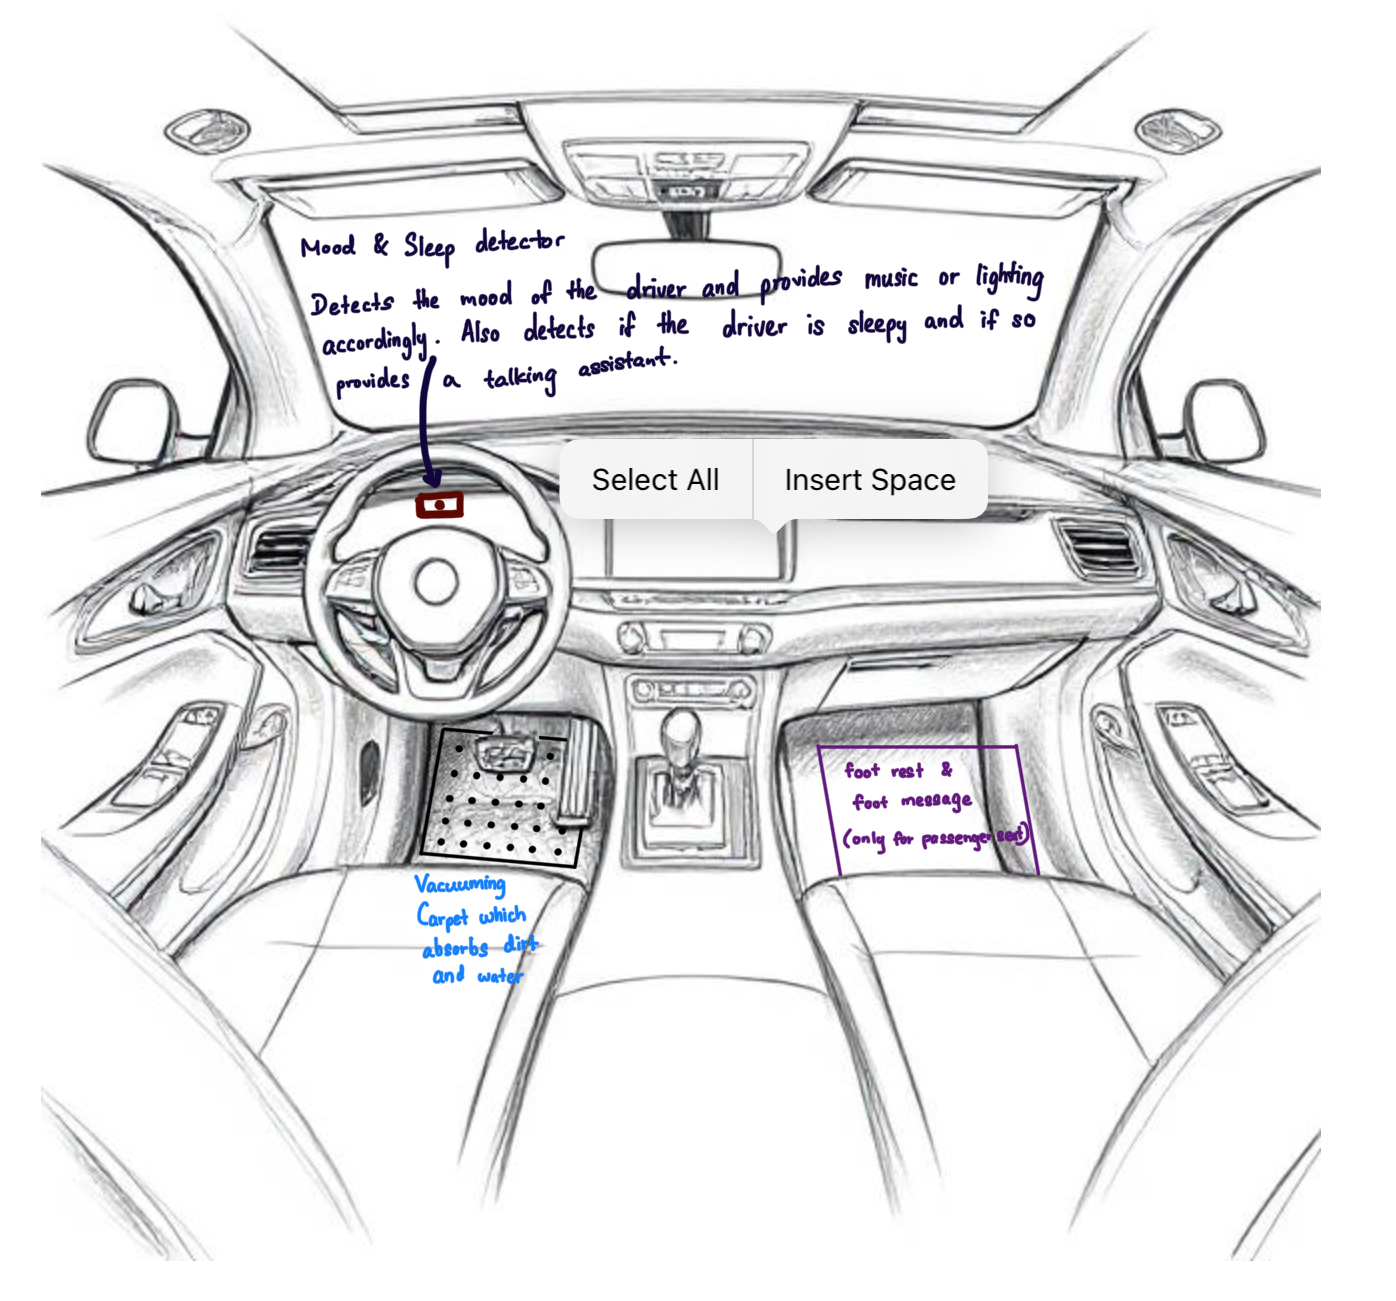 Mood & Sleep detector
Detects the mood of the driver and provides music or lighting
accordingly. Also detects if the driver is sleepy and if so
provides a talking assistant.
Select All
Insert Space
foot rest &
foot message
(only for passenger seat)
Vacuuming
Carpet which
absorbs dirt
and water